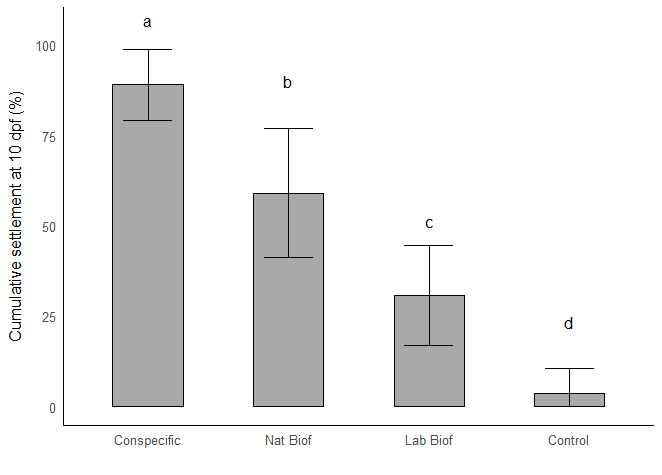 a
b
c
d
100
75
50
25
0
Cumulative settlement at 10 dpf (%)
Conspecific
Nat Biof
Lab Biof
Control